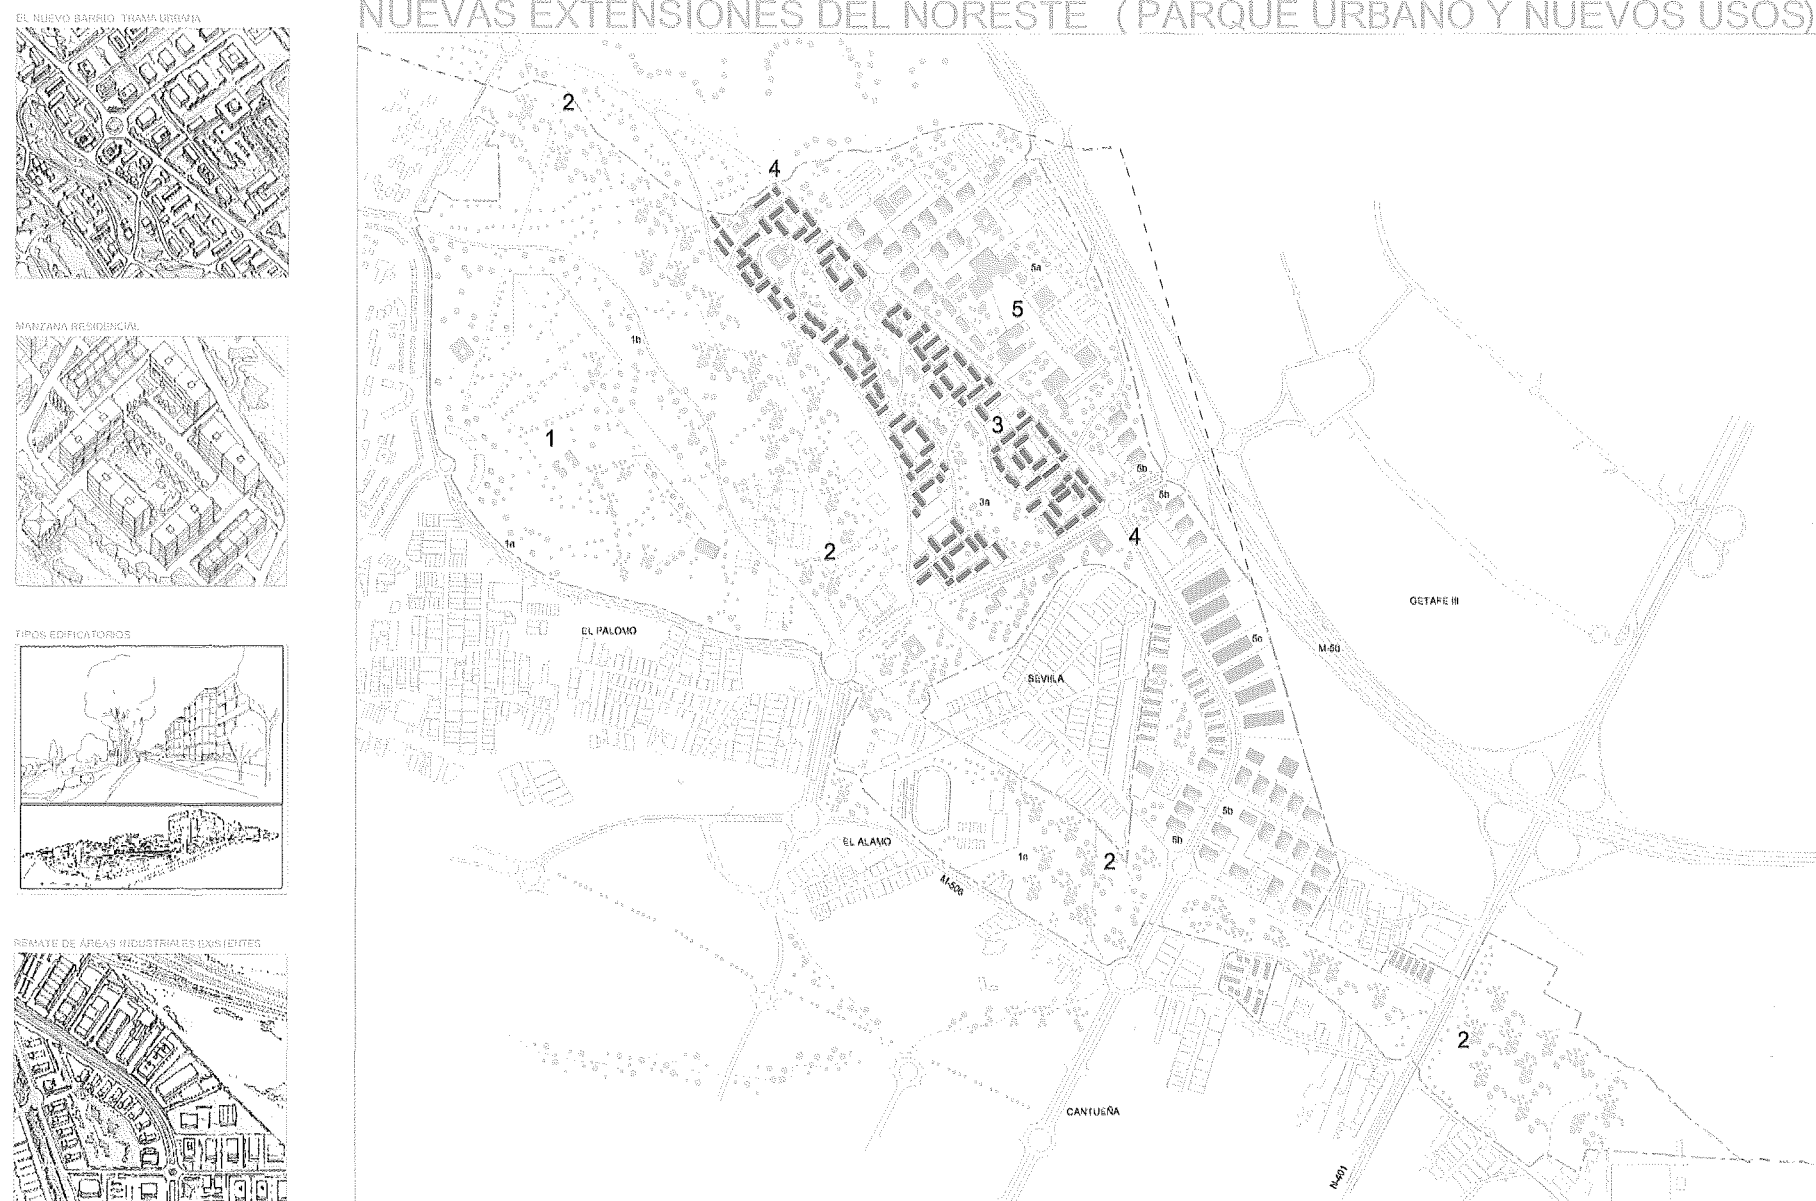 NUEVAS EXTENSIONES DEL NORESTE ( PARQUE URBANO Y NUEVOS USOS)
EL NUEVO BARRIO TRAMA URBANA
MANZANA RESIDENCIAL
TIPOS EDIFICATORIOS
REMATE DE ÁREAS INDUSTRIALES EXISTENTES
2
4
5a
5
1b
1
3
5b
5b
3a
4
1a
2
GETAFE III
EL PALOMO
5c
M-50
SEVILLA
5b
EL ALAMO
5b
1a
2
M-506
2
CANTUEÑA
N-401